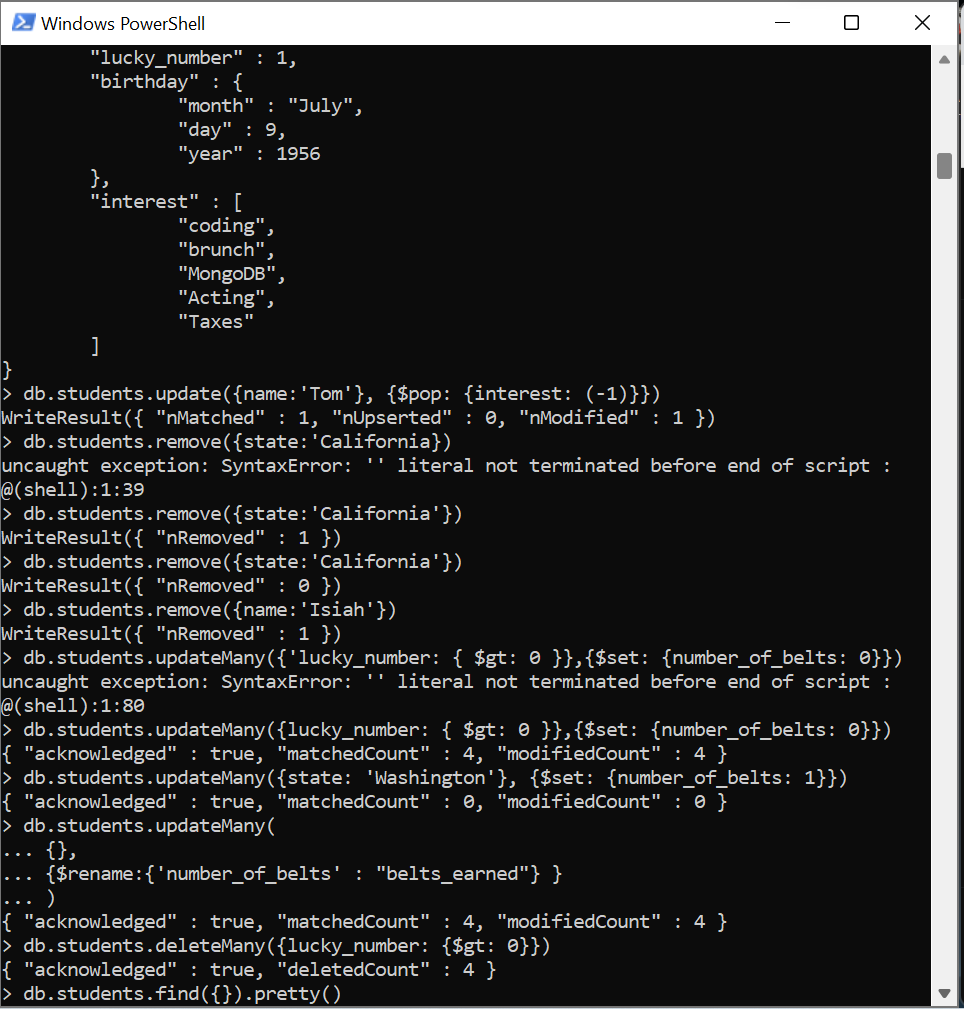 Windows PowerShell
"lucky_number" : 1,
"birthday" : {
"month" : "July",
"day" : 9,
"year" : 1956
},
"interest" : [
"coding",
"brunch",
"MongoDB",
"Acting",
"Taxes"
]
}
> db.students.update({name:'Tom'}, {$pop: {interest: (-1)}})
WriteResult({ "nMatched" : 1, "nUpserted" : 0, "nModified" : 1 })
> db.students.remove({state:'California})
uncaught exception: SyntaxError: '' literal not terminated before end of script :
@(shell):1:39
> db.students.remove({state:'California'})
WriteResult({ "nRemoved" : 1 })
> db.students.remove({state:'California'})
WriteResult({ "nRemoved" : 0 })
> db.students.remove({name:'Isiah'})
WriteResult({ "nRemoved" : 1 })
> db.students.updateMany({'lucky_number: { $gt: 0 }},{$set: {number_of_belts: 0}})
uncaught exception: SyntaxError: '' literal not terminated before end of script :
@(shell):1:80
> db.students.updateMany({lucky_number: { $gt: 0 }},{$set: {number_of_belts: 0}})
{ "acknowledged" : true, "matchedCount" : 4, "modifiedCount" : 4 }
> db.students.updateMany({state: 'Washington'}, {$set: {number_of_belts: 1}})
{ "acknowledged" : true, "matchedCount" : 0, "modifiedCount" : 0 }
> db.students.updateMany(
... {},
... {$rename:{'number_of_belts' : "belts_earned"} }
... )
{ "acknowledged" : true, "matchedCount" : 4, "modifiedCount" : 4 }
> db.students.deleteMany({lucky_number: {$gt: 0}})
{ "acknowledged" : true, "deletedCount" : 4 }
> db.students.find({}).pretty()